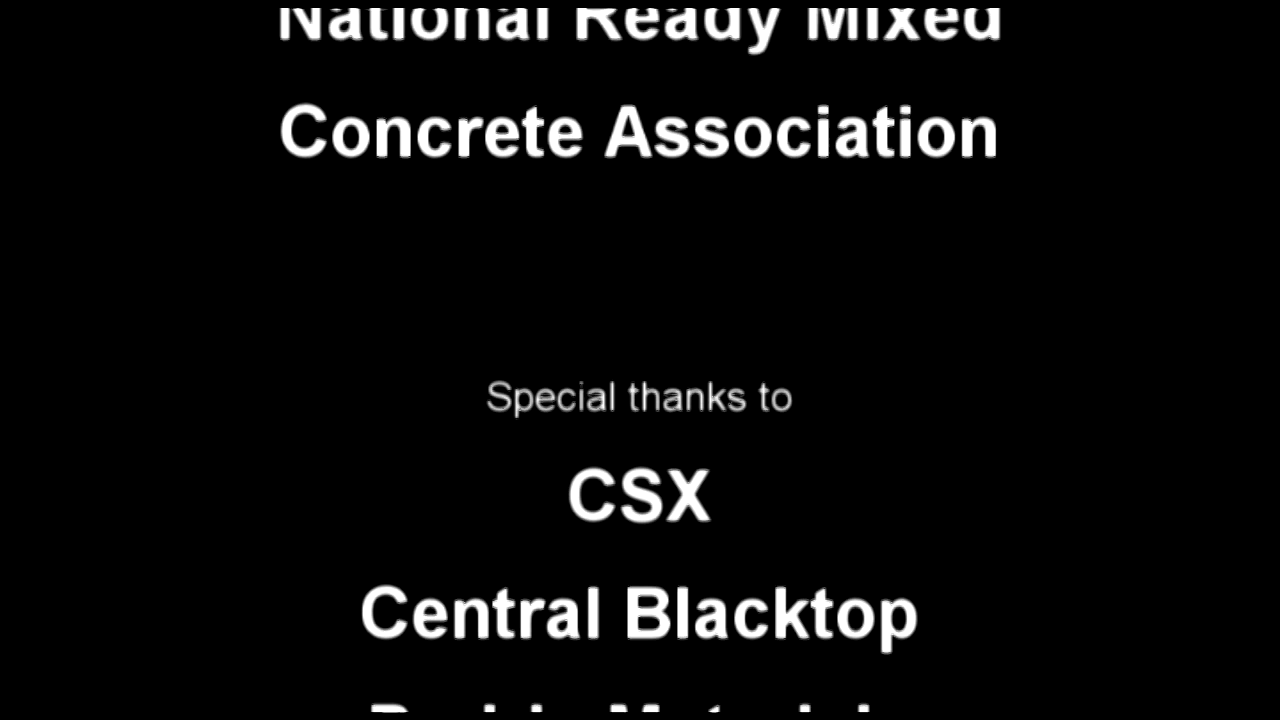 National Ready Mixed
Concrete Association
Special thanks to
CSX
Central Blacktop